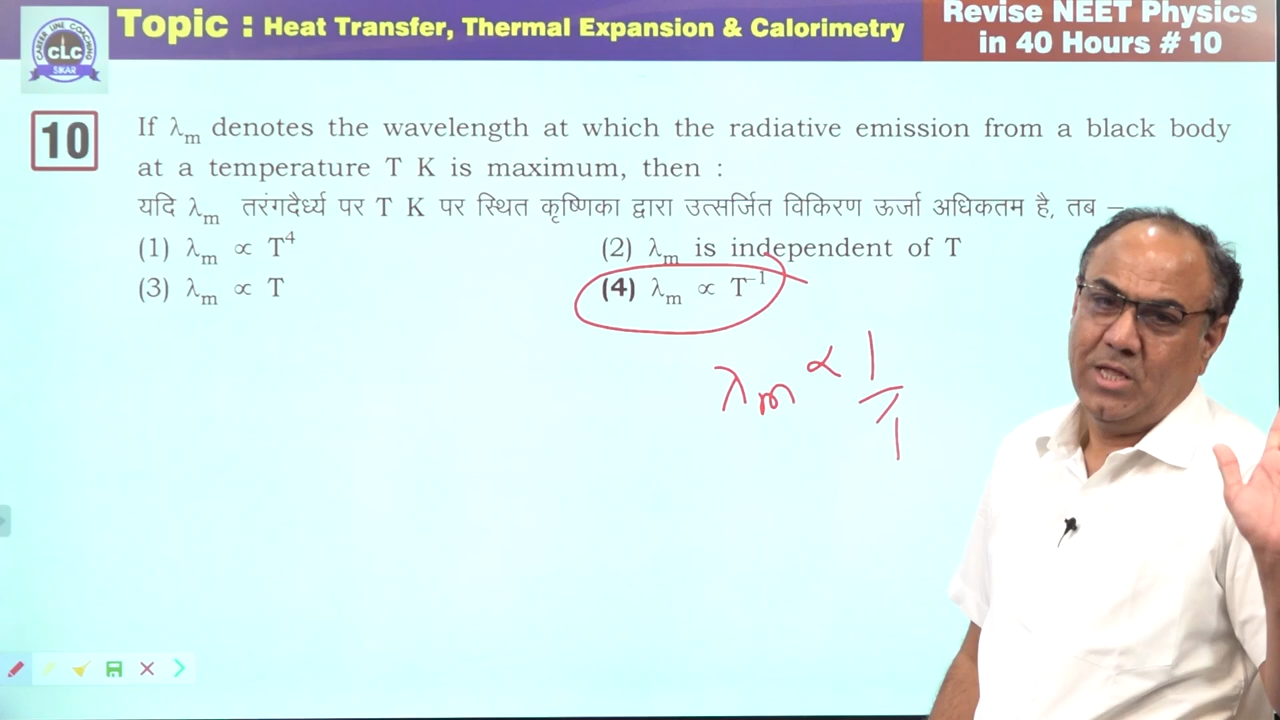 Topic : Heat Transfer, Thermal Expansion & Calorimetry
Revise NEET Physics
in 40 Hours # 10
CAREER LINE COACHING
CLC
SIKAR
10
If λm denotes the wavelength at which the radiative emission from a black body
at a temperature T K is maximum, then :
यदि λm तरंगदैर्ध्य पर T K पर स्थित कृष्णिका द्वारा उत्सर्जित विकिरण ऊर्जा अधिकतम है, तब –
(1) λm ∝ T⁴
(2) λm is independent of T
(3) λm ∝ T
(4) λm ∝ T⁻¹
λm ∝ 1